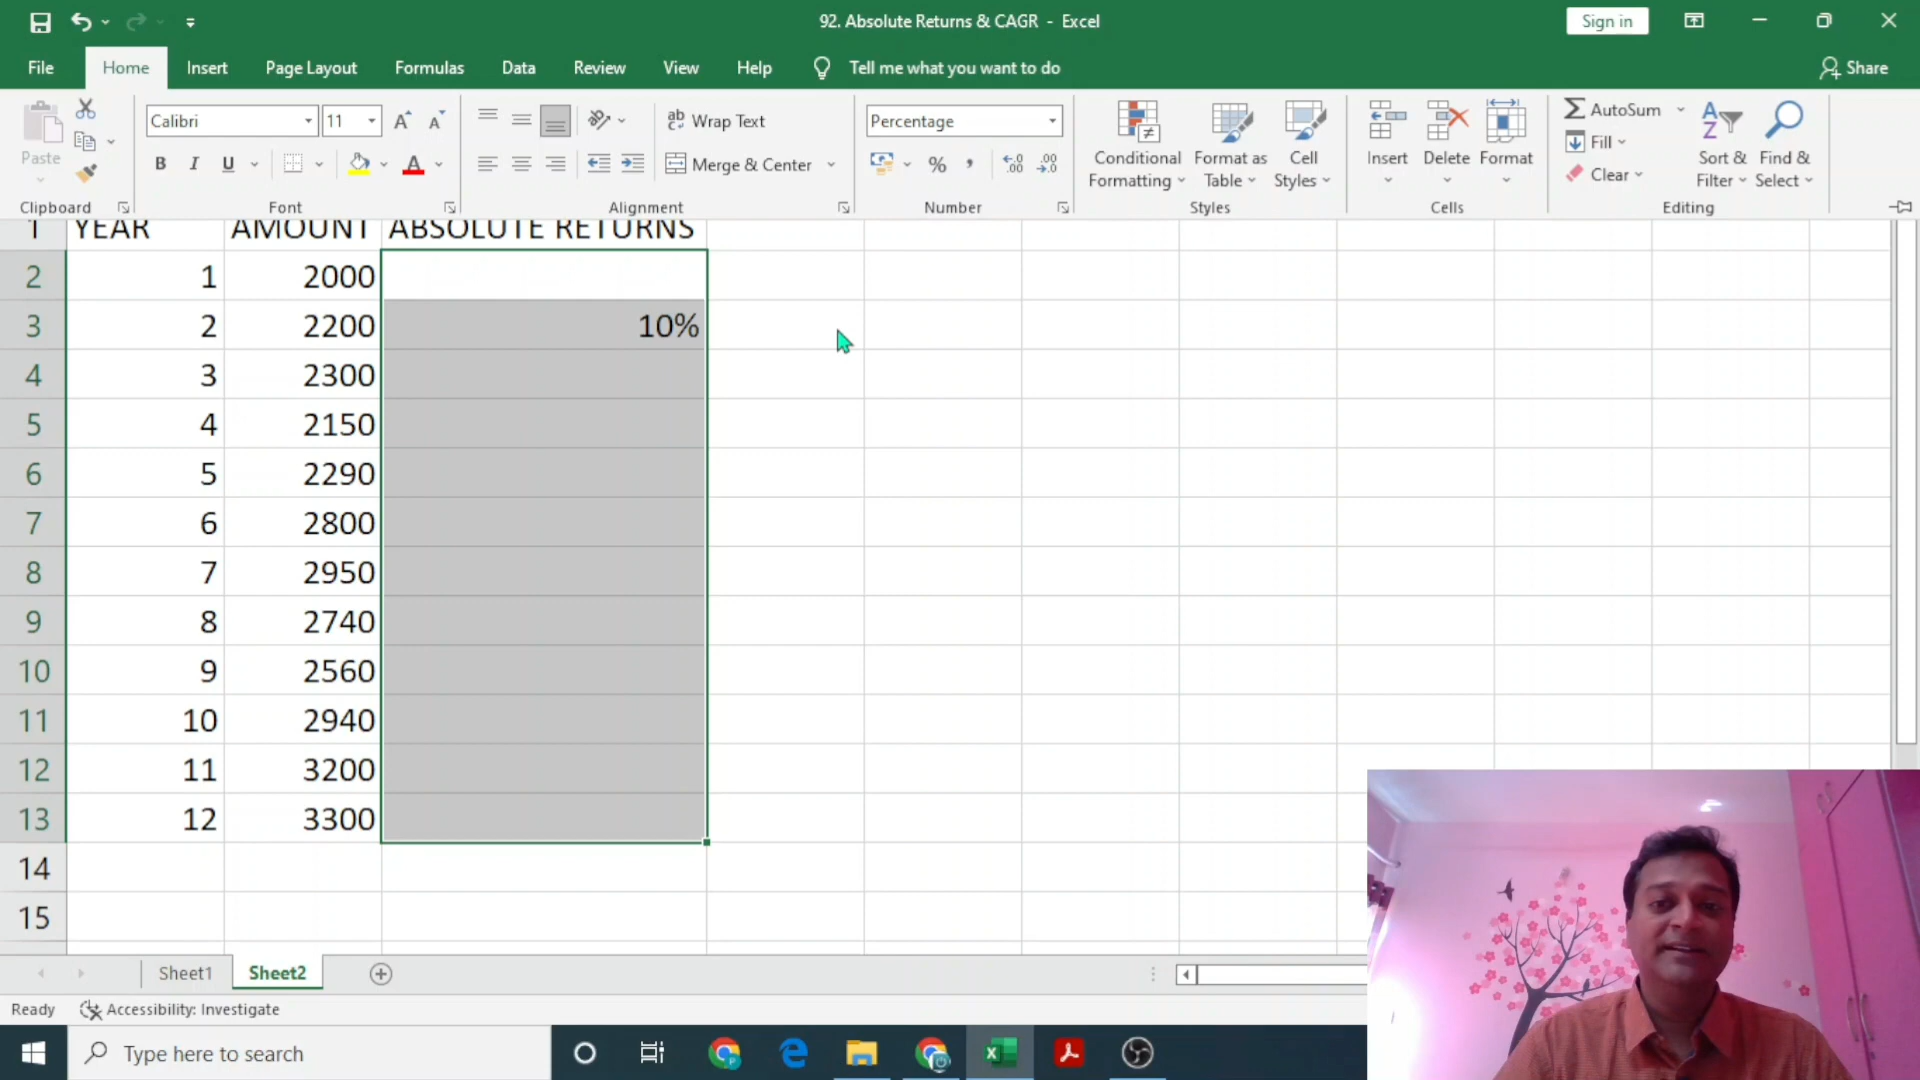 92. Absolute Returns & CAGR - Excel
Sign in
File Home Insert Page Layout Formulas Data Review View Help Tell me what you want to do Share
Paste
Calibri 11
ab Wrap Text
Percentage
Conditional Formatting
Format as Table
Cell Styles
Insert Delete Format
AutoSum
Fill
Clear
Sort & Filter
Find & Select
B I U A
Merge & Center
% ,
Clipboard Font Alignment Number Styles Cells Editing
1 YEAR AMOUNT ABSOLUTE RETURNS
2 1 2000
3 2 2200 10%
4 3 2300
5 4 2150
6 5 2290
7 6 2800
8 7 2950
9 8 2740
10 9 2560
11 10 2940
12 11 3200
13 12 3300
14
15
Sheet1 Sheet2
Ready Accessibility: Investigate
Type here to search